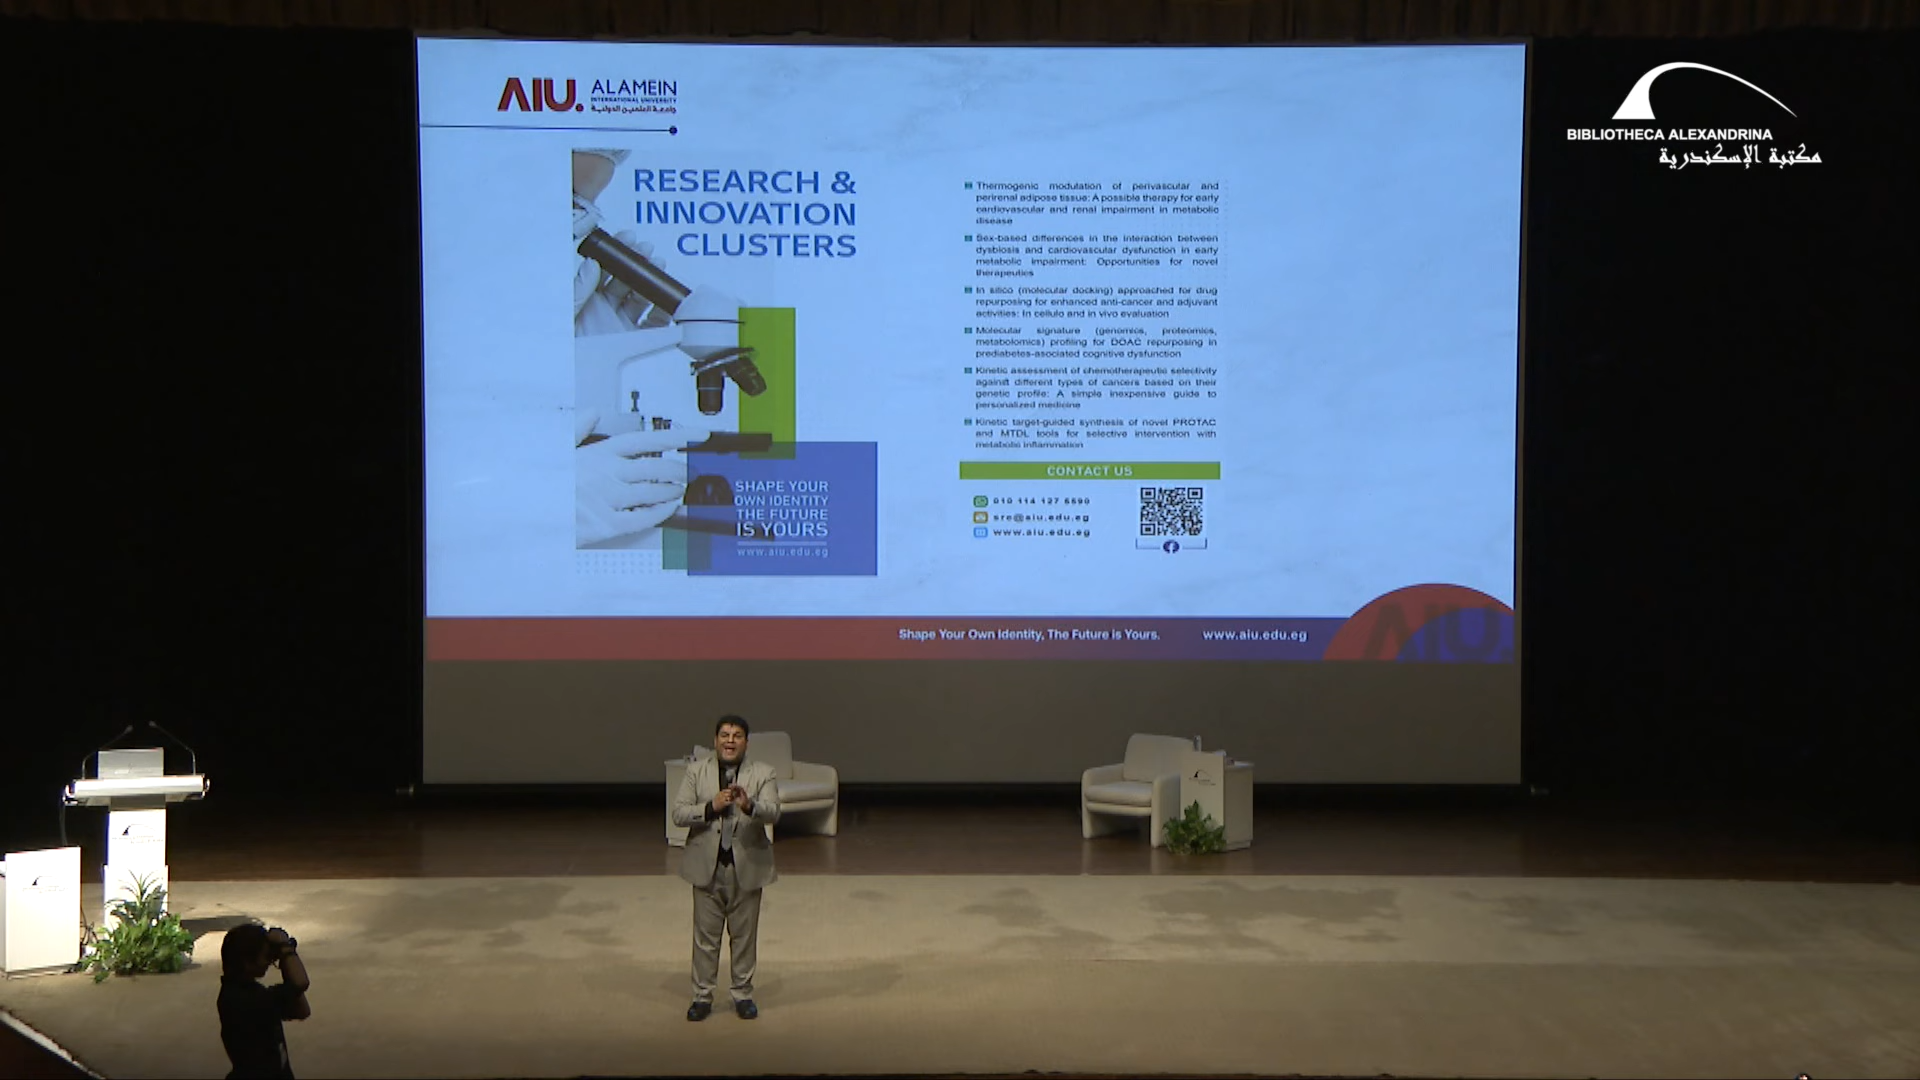 AIU. ALAMEIN
INTERNATIONAL UNIVERSITY
جامعة العلمين الدولية
BIBLIOTHECA ALEXANDRINA
مكتبة الإسكندرية
RESEARCH &
INNOVATION
CLUSTERS
SHAPE YOUR
OWN IDENTITY
THE FUTURE
IS YOURS
www.aiu.edu.eg
Thermogenic modulation of perivascular and
perirenal adipose tissue: A possible therapy for early
cardiovascular and renal impairment in metabolic
disease
Sex-based differences in the interaction between
dysbiosis and cardiovascular dysfunction in early
metabolic impairment: Opportunities for novel
therapeutics
In silico (molecular docking) approached for drug
repurposing for enhanced anti-cancer and adjuvant
activities: In cellulo and in vivo evaluation
Molecular signature (genomics, proteomics,
metabolomics) profiling for DOAC repurposing in
prediabetes-asociated cognitive dysfunction
Kinetic assessment of chemotherapeutic selectivity
against different types of cancers based on their
genetic profile: A simple inexpensive guide to
personalized medicine
Kinetic target-guided synthesis of novel PROTAC
and MTDL tools for selective intervention with
metabolic inflammation
CONTACT US
010 114 127 5590
sre@aiu.edu.eg
www.aiu.edu.eg
Shape Your Own Identity, The Future is Yours. www.aiu.edu.eg
AIU.